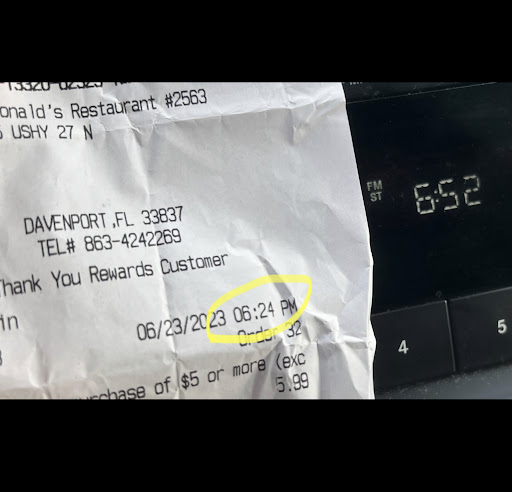 onald's Restaurant #2563
USHY 27 N
DAVENPORT,FL 33837
TEL# 863-4242269
Thank You Rewards Customer
in
06/23/2023 06:24 PM
Order 32
rchase of $5 or more (exc
5.99
FM
ST
6:52
4
5